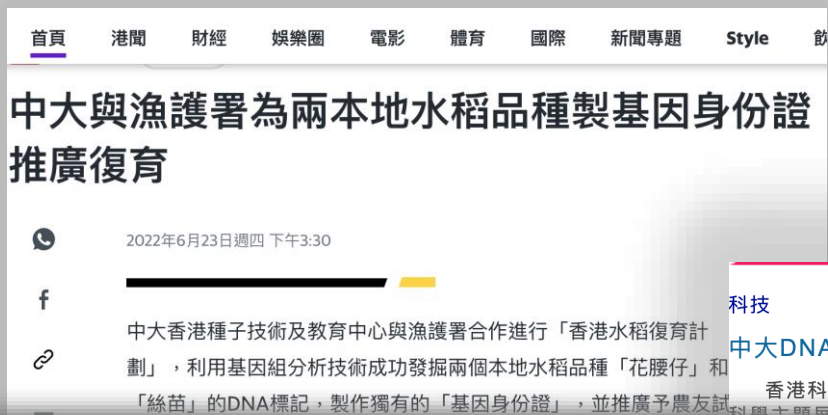 首頁 港聞 財經 娛樂圈 電影 體育 國際 新聞專題 Style 飲
中大與漁護署為兩本地水稻品種製基因身份證
推廣復育
2022年6月23日週四 下午3:30
中大香港種子技術及教育中心與漁護署合作進行「香港水稻復育計
劃」，利用基因組分析技術成功發掘兩個本地水稻品種「花腰仔」和
「絲苗」的DNA標記，製作獨有的「基因身份證」，並推廣予農友試
科技
中大DNA
香港科